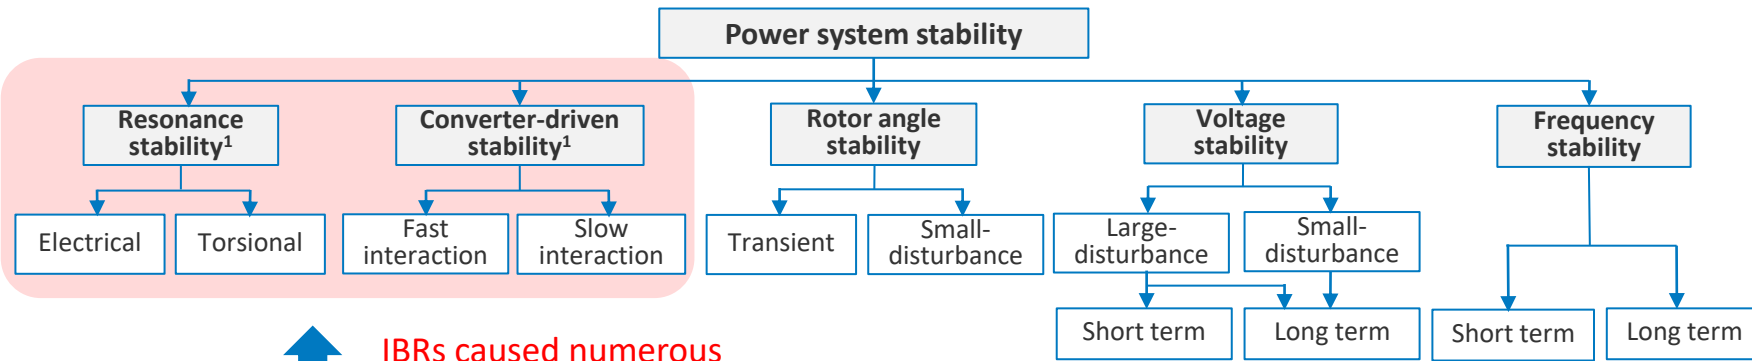 Power system stability
Resonance
stability¹
Converter-driven
stability¹
Rotor angle
stability
Voltage
stability
Frequency
stability
Electrical
Torsional
Fast
interaction
Slow
interaction
Transient
Small-
disturbance
Large-
disturbance
Small-
disturbance
Short term
Long term
Short term
Long term
IBRs caused numerous